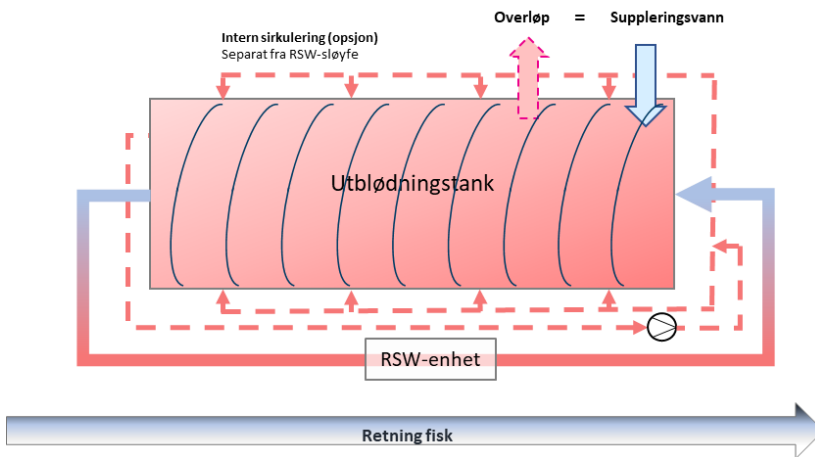 Overløp = Suppleringsvann
Intern sirkulering (opsjon)
Separat fra RSW-sløyfe
Utblødningstank
RSW-enhet
Retning fisk